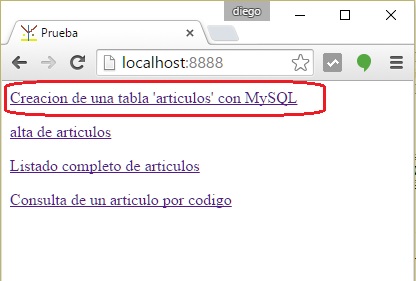 diego
Prueba
localhost:8888
Creacion de una tabla 'articulos' con MySQL
alta de articulos
Listado completo de articulos
Consulta de un articulo por codigo